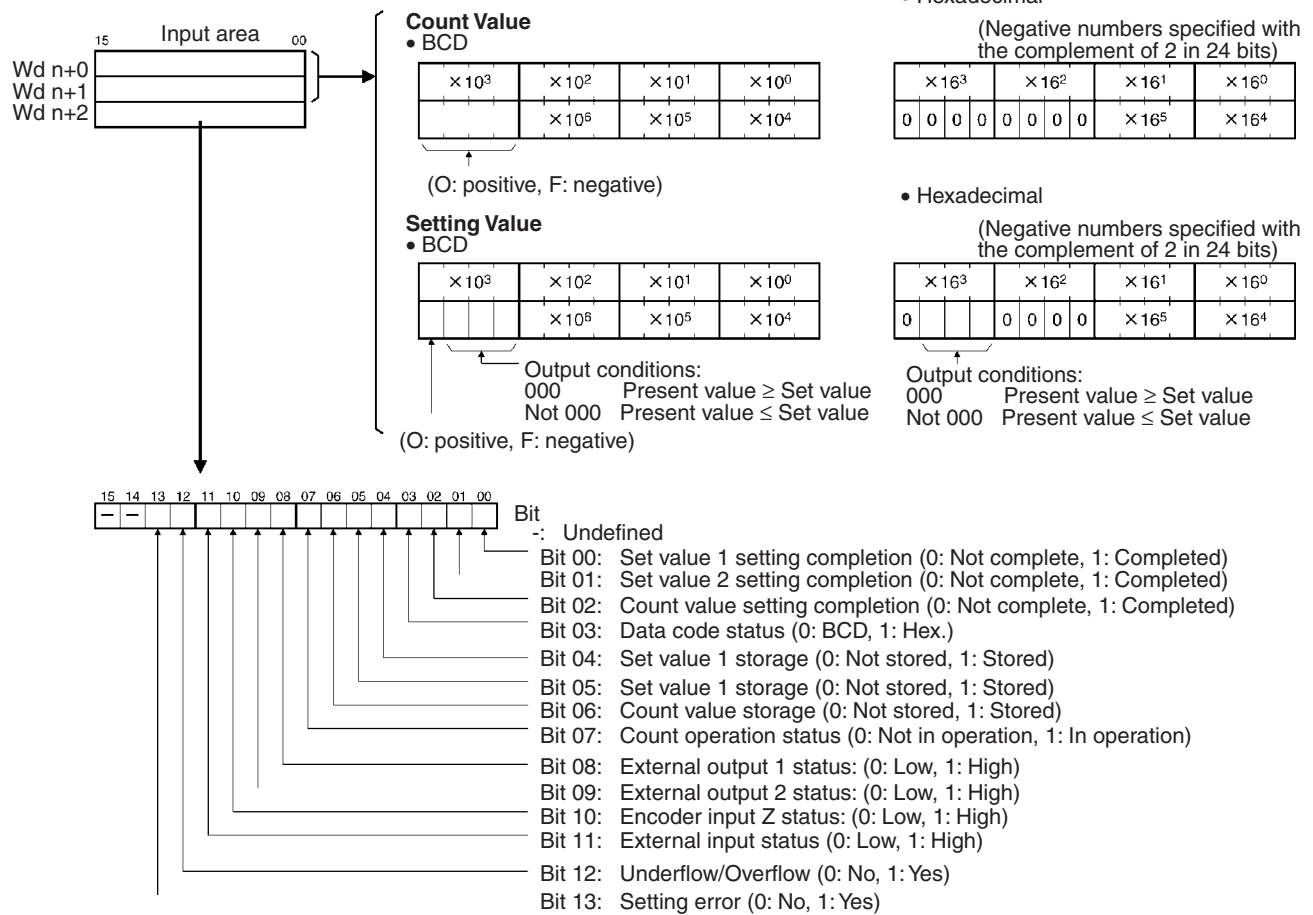 • Hexadecimal
(Negative numbers specified with
the complement of 2 in 24 bits)
Count Value
• BCD
15 Input area 00
Wd n+0
Wd n+1
Wd n+2
×10³ ×10² ×10¹ ×10⁰
×10⁶ ×10⁵ ×10⁴
×16³ ×16² ×16¹ ×16⁰
0 0 0 0 0 0 0 0 ×16⁵ ×16⁴
(O: positive, F: negative)
Setting Value
• BCD
• Hexadecimal
(Negative numbers specified with
the complement of 2 in 24 bits)
×10³ ×10² ×10¹ ×10⁰
×10⁶ ×10⁵ ×10⁴
×16³ ×16² ×16¹ ×16⁰
0 0 0 0 0 ×16⁵ ×16⁴
Output conditions:
000 Present value ≥ Set value
Not 000 Present value ≤ Set value
(O: positive, F: negative)
Output conditions:
000 Present value ≥ Set value
Not 000 Present value ≤ Set value
15 14 13 12 11 10 09 08 07 06 05 04 03 02 01 00
– – Bit
-: Undefined
Bit 00: Set value 1 setting completion (0: Not complete, 1: Completed)
Bit 01: Set value 2 setting completion (0: Not complete, 1: Completed)
Bit 02: Count value setting completion (0: Not complete, 1: Completed)
Bit 03: Data code status (0: BCD, 1: Hex.)
Bit 04: Set value 1 storage (0: Not stored, 1: Stored)
Bit 05: Set value 1 storage (0: Not stored, 1: Stored)
Bit 06: Count value storage (0: Not stored, 1: Stored)
Bit 07: Count operation status (0: Not in operation, 1: In operation)
Bit 08: External output 1 status: (0: Low, 1: High)
Bit 09: External output 2 status: (0: Low, 1: High)
Bit 10: Encoder input Z status: (0: Low, 1: High)
Bit 11: External input status (0: Low, 1: High)
Bit 12: Underflow/Overflow (0: No, 1: Yes)
Bit 13: Setting error (0: No, 1: Yes)